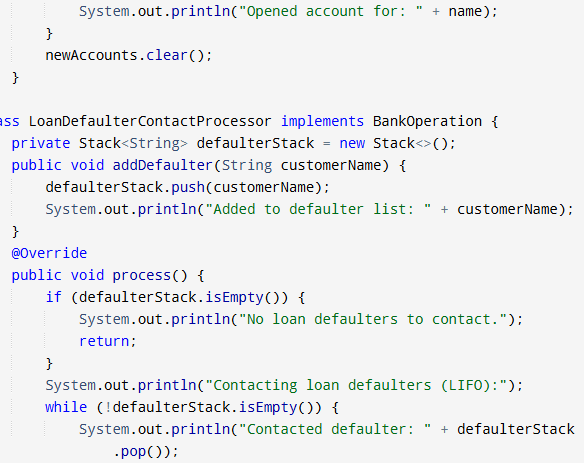 System.out.println("Opened account for: " + name);
}
newAccounts.clear();
}
ass LoanDefaulterContactProcessor implements BankOperation {
private Stack<String> defaulterStack = new Stack<>();
public void addDefaulter(String customerName) {
defaulterStack.push(customerName);
System.out.println("Added to defaulter list: " + customerName);
}
@Override
public void process() {
if (defaulterStack.isEmpty()) {
System.out.println("No loan defaulters to contact.");
return;
}
System.out.println("Contacting loan defaulters (LIFO):");
while (!defaulterStack.isEmpty()) {
System.out.println("Contacted defaulter: " + defaulterStack
.pop());